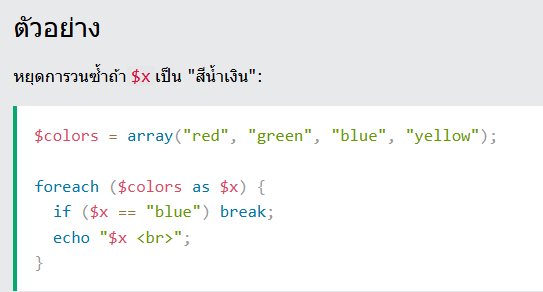 ตัวอย่าง
หยุดการวนซ้ำถ้า $x เป็น "สีน้ำเงิน":
$colors = array("red", "green", "blue", "yellow");
foreach ($colors as $x) {
  if ($x == "blue") break;
  echo "$x <br>";
}